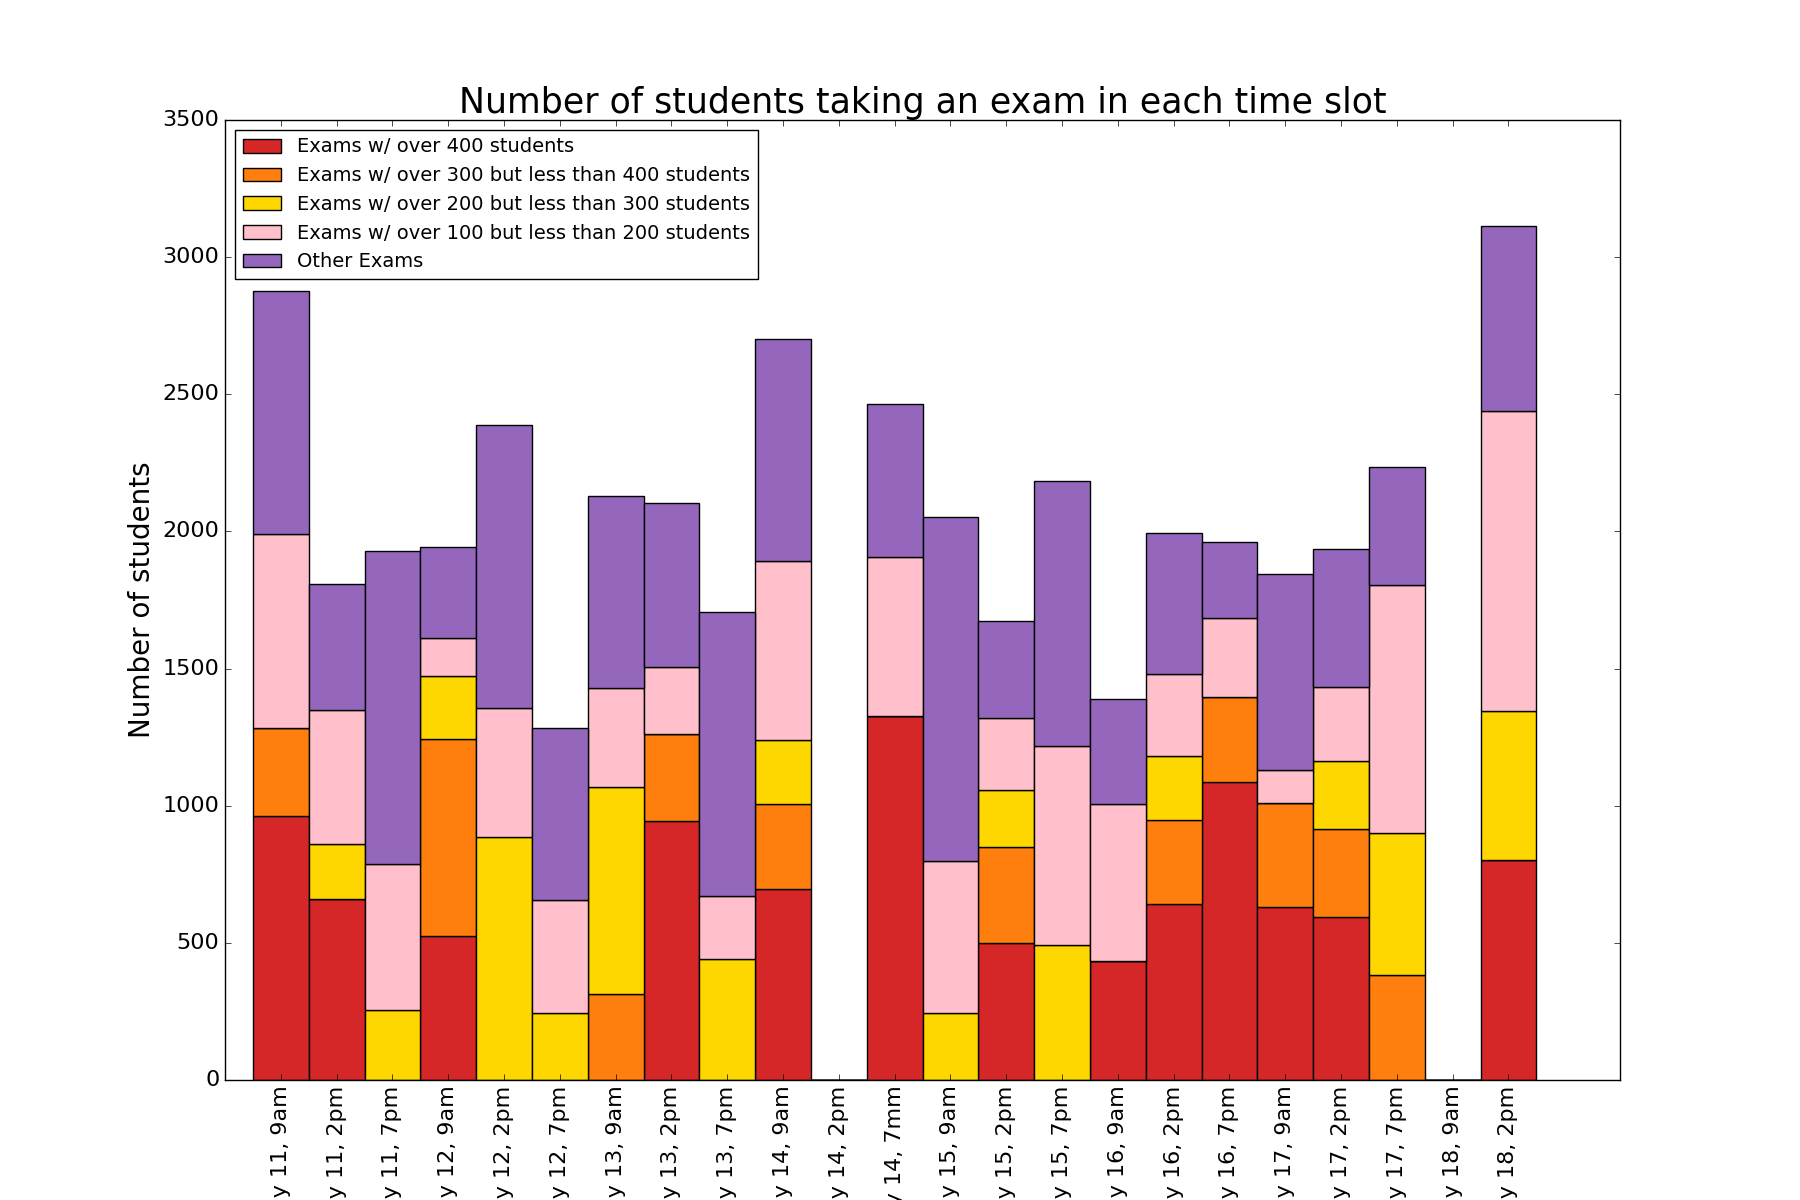 Number of students taking an exam in each time slot
3500
3000
2500
2000
1500
1000
500
0
Number of students
Exams w/ over 400 students
Exams w/ over 300 but less than 400 students
Exams w/ over 200 but less than 300 students
Exams w/ over 100 but less than 200 students
Other Exams
y 11, 9am
y 11, 2pm
y 11, 7pm
y 12, 9am
y 12, 2pm
y 12, 7pm
y 13, 9am
y 13, 2pm
y 13, 7pm
y 14, 9am
y 14, 2pm
y 14, 7mm
y 15, 9am
y 15, 2pm
y 15, 7pm
y 16, 9am
y 16, 2pm
y 16, 7pm
y 17, 9am
y 17, 2pm
y 17, 7pm
y 18, 9am
y 18, 2pm